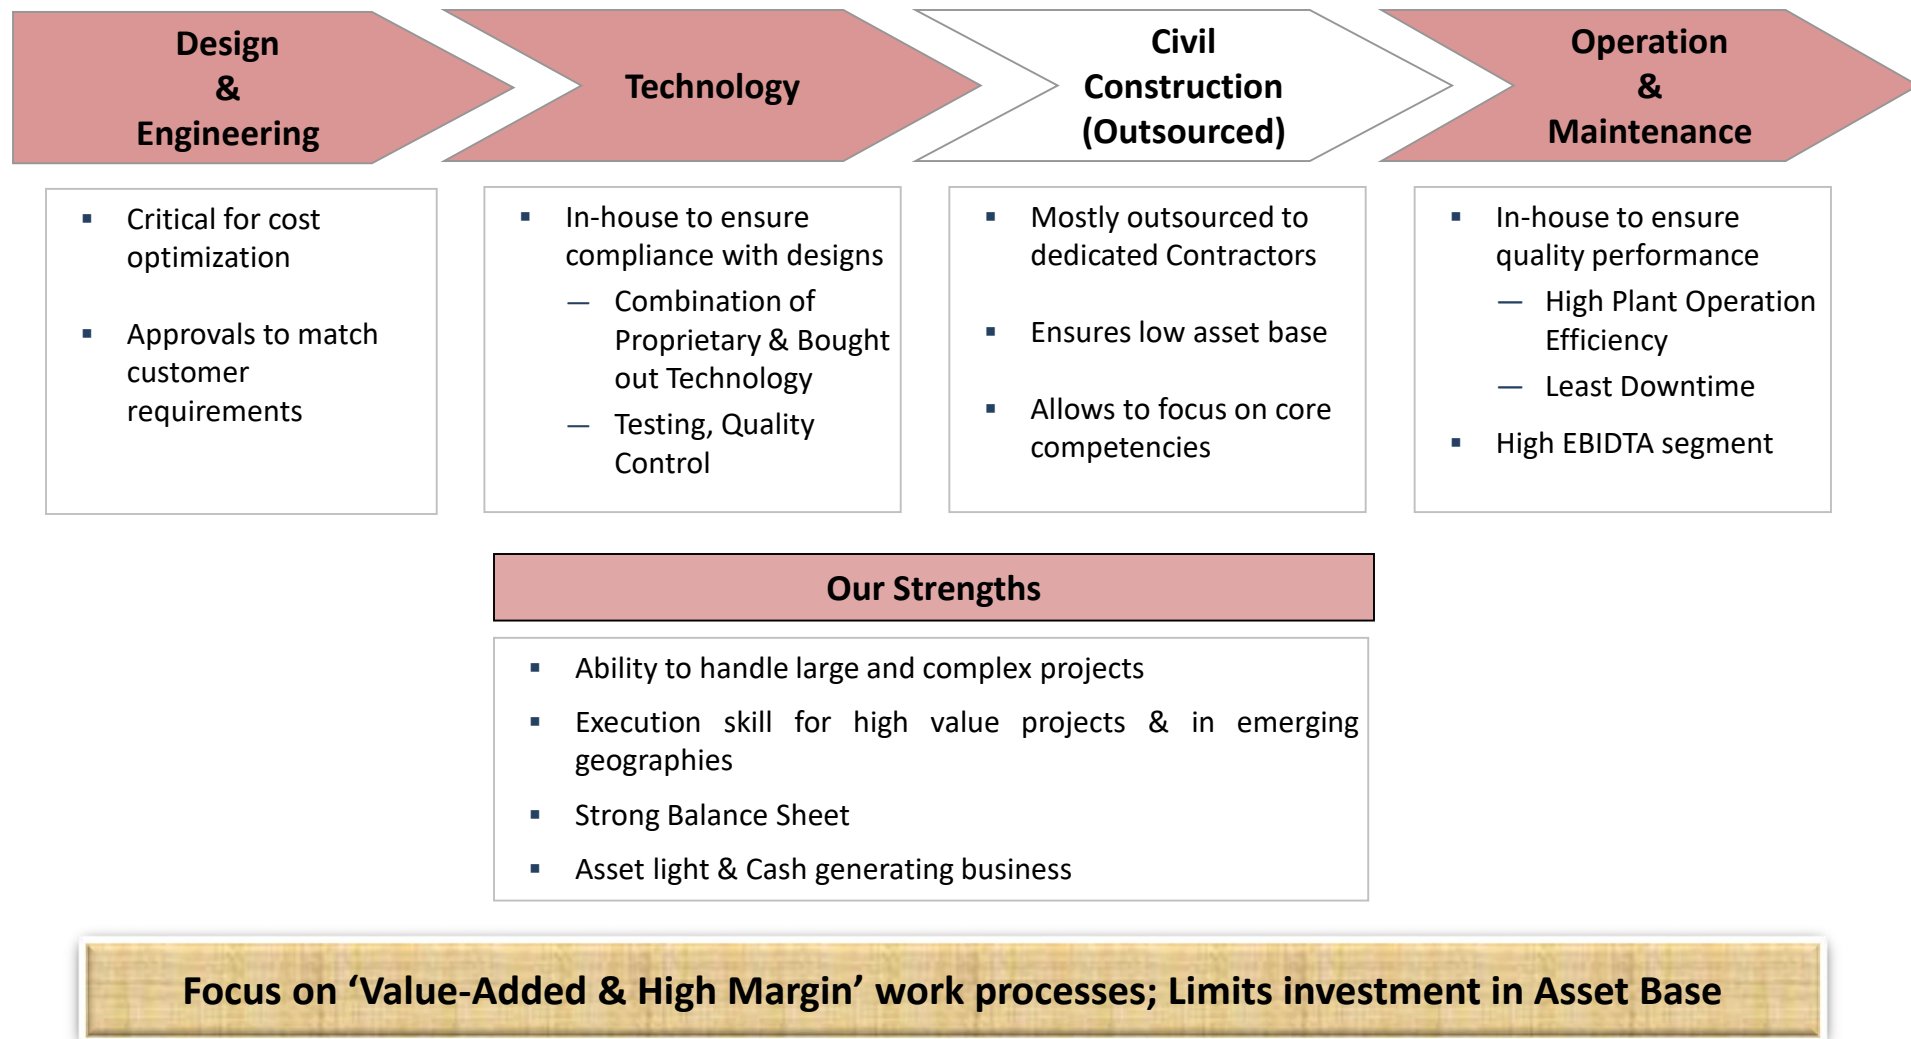 Design
&
Engineering
Technology
Civil
Construction
(Outsourced)
Operation
&
Maintenance
▪ Critical for cost
optimization
▪ Approvals to match
customer
requirements
▪ In-house to ensure
compliance with designs
— Combination of
Proprietary & Bought
out Technology
— Testing, Quality
Control
▪ Mostly outsourced to
dedicated Contractors
▪ Ensures low asset base
▪ Allows to focus on core
competencies
▪ In-house to ensure
quality performance
— High Plant Operation
Efficiency
— Least Downtime
▪ High EBIDTA segment
Our Strengths
▪ Ability to handle large and complex projects
▪ Execution skill for high value projects & in emerging
geographies
▪ Strong Balance Sheet
▪ Asset light & Cash generating business
Focus on ‘Value-Added & High Margin’ work processes; Limits investment in Asset Base